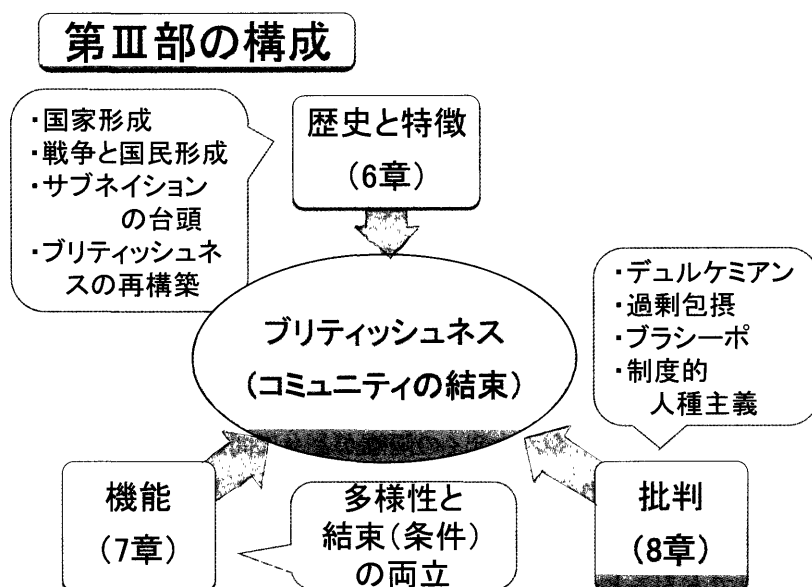 第Ⅲ部の構成
・国家形成
・戦争と国民形成
・サブネイション
の台頭
・ブリティッシュネ
スの再構築
歴史と特徴
(6章)
ブリティッシュネス
(コミュニティの結束)
・デュルケミアン
・過剰包摂
・プラシーボ
・制度的
人種主義
機能
(7章)
多様性と
結束(条件)
の両立
批判
(8章)